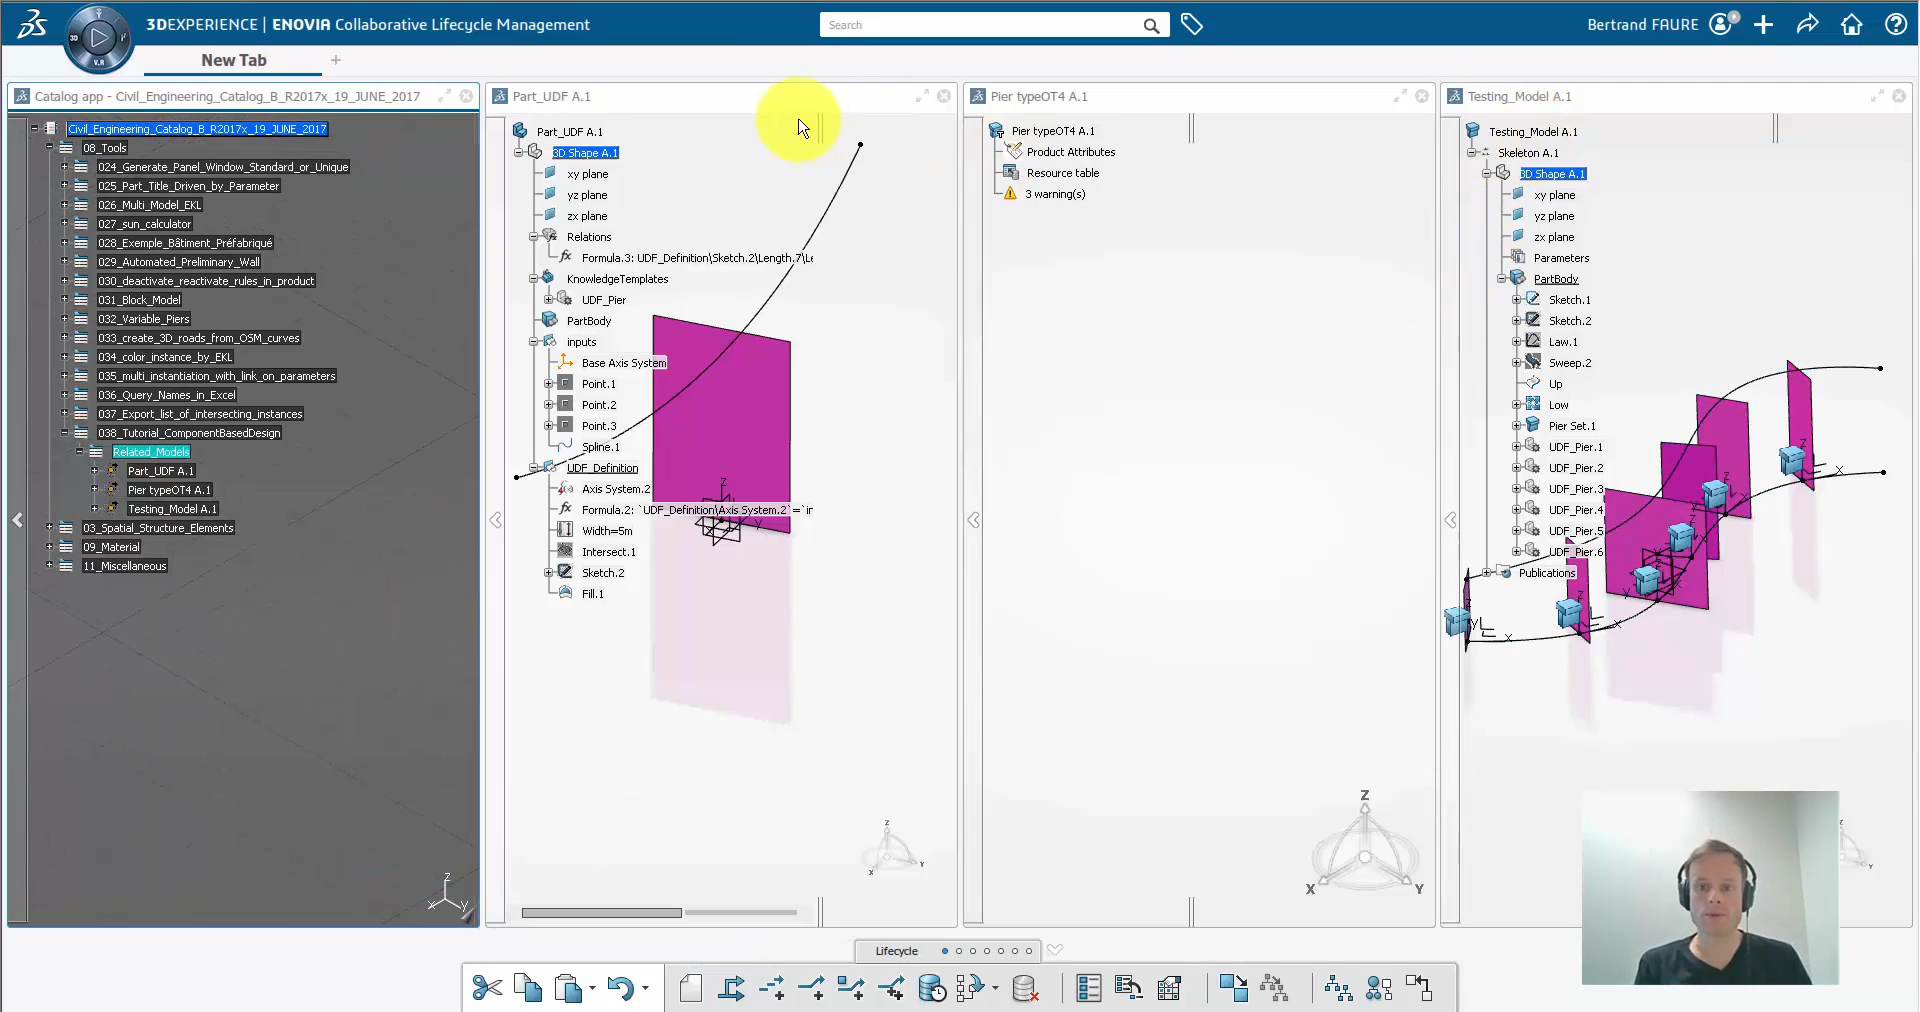 3DEXPERIENCE | ENOVIA Collaborative Lifecycle Management
Search
Bertrand FAURE
3D
V.R
New Tab
Catalog app - Civil_Engineering_Catalog_B_R2017x_19_JUNE_2017
Civil_Engineering_Catalog_B_R2017x_19_JUNE_2017
08_Tools
024_Generate_Panel_Window_Standard_or_Unique
025_Part_Title_Driven_by_Parameter
026_Multi_Model_EKL
027_sun_calculator
028_Exemple_Bâtiment_Préfabriqué
029_Automated_Preliminary_Wall
030_deactivate_reactivate_rules_in_product
031_Block_Model
032_Variable_Piers
033_create_3D_roads_from_OSM_curves
034_color_instance_by_EKL
035_multi_instantiation_with_link_on_parameters
036_Query_Names_in_Excel
037_Export_list_of_intersecting_instances
038_Tutorial_ComponentBasedDesign
Related_Models
Part_UDF A.1
Pier typeOT4 A.1
Testing_Model A.1
03_Spatial_Structure_Elements
09_Material
11_Miscellaneous
Z
X
Y
Part_UDF A.1
Part_UDF A.1
3D Shape A.1
xy plane
yz plane
zx plane
Relations
Formula.3: UDF_Definition\Sketch.2\Length.7\Le
KnowledgeTemplates
UDF_Pier
PartBody
inputs
Base Axis System
Point.1
Point.2
Point.3
Spline.1
UDF_Definition
Axis System.2
Formula.2: `UDF_Definition\Axis System.2`=`ir
Width=5m
Intersect.1
Sketch.2
Fill.1
Z
Y
Z
X
Y
Pier typeOT4 A.1
Pier typeOT4 A.1
Product Attributes
Resource table
3 warning(s)
Z
X
Y
Testing_Model A.1
Testing_Model A.1
Skeleton A.1
3D Shape A.1
xy plane
yz plane
zx plane
Parameters
PartBody
Sketch.1
Sketch.2
Law.1
Sweep.2
Up
Low
Pier Set.1
UDF_Pier.1
UDF_Pier.2
UDF_Pier.3
UDF_Pier.4
UDF_Pier.5
UDF_Pier.6
Publications
Lifecycle